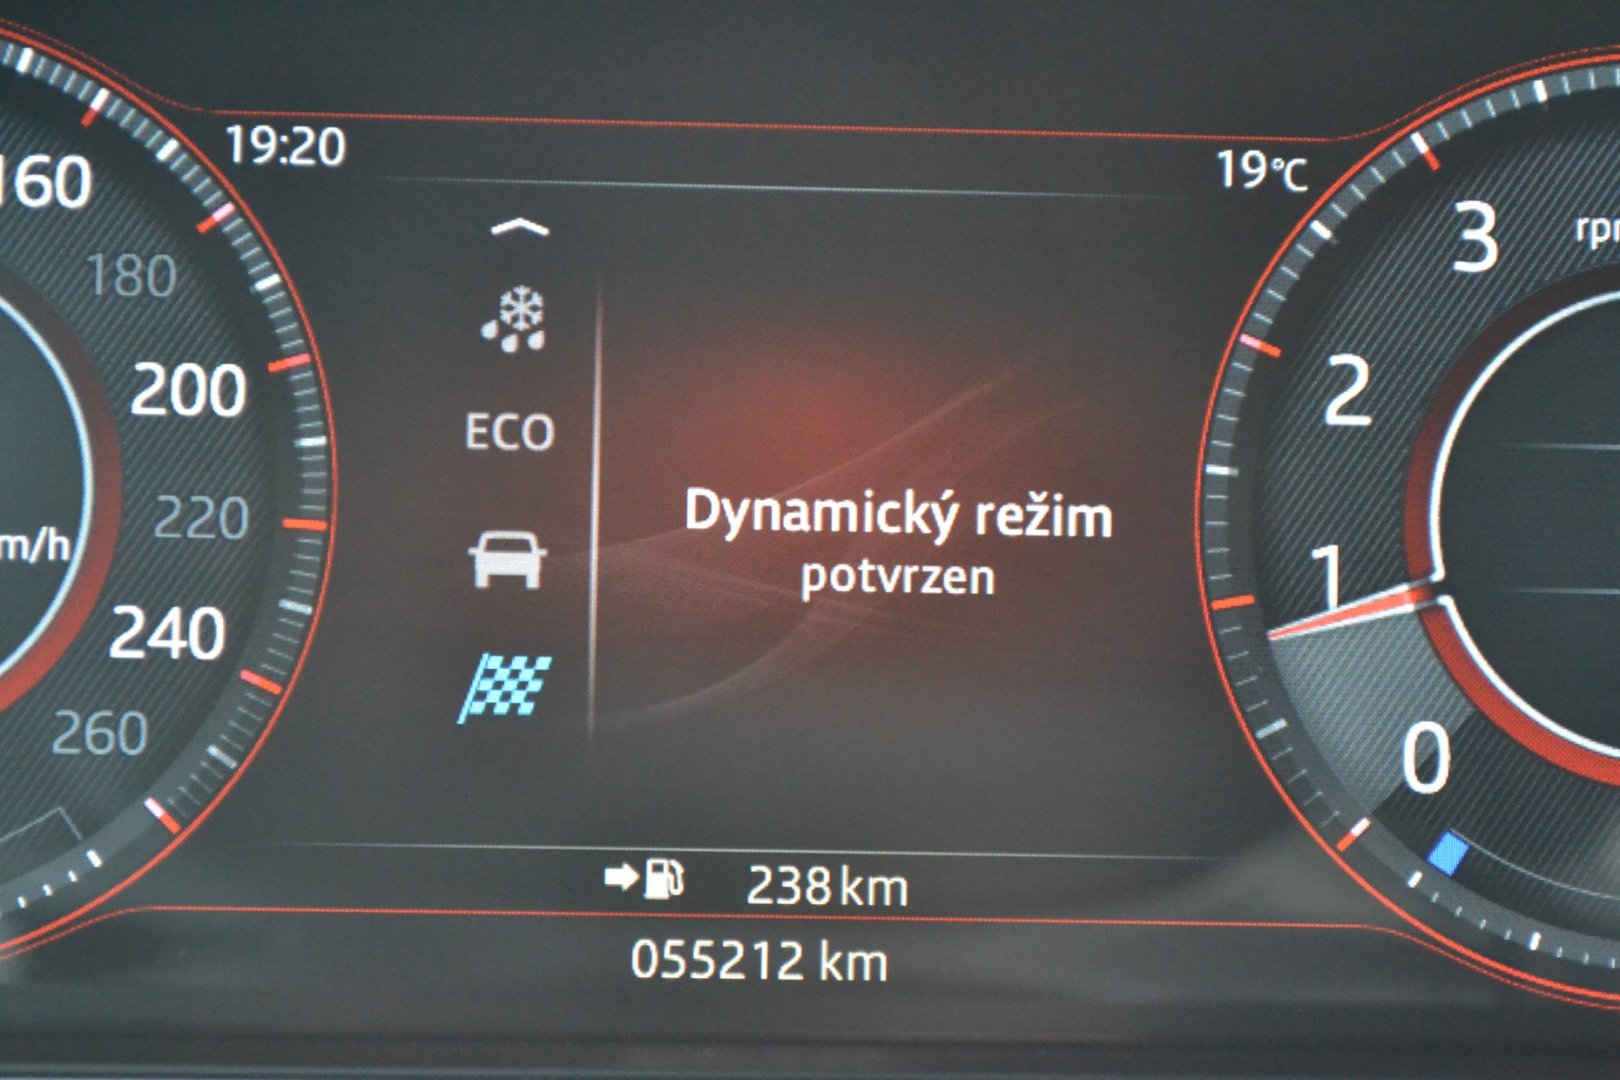 19:20
19°C
160
180
200
220
m/h
240
260
ECO
Dynamický režim
potvrzen
3
2
1
0
238 km
055212 km